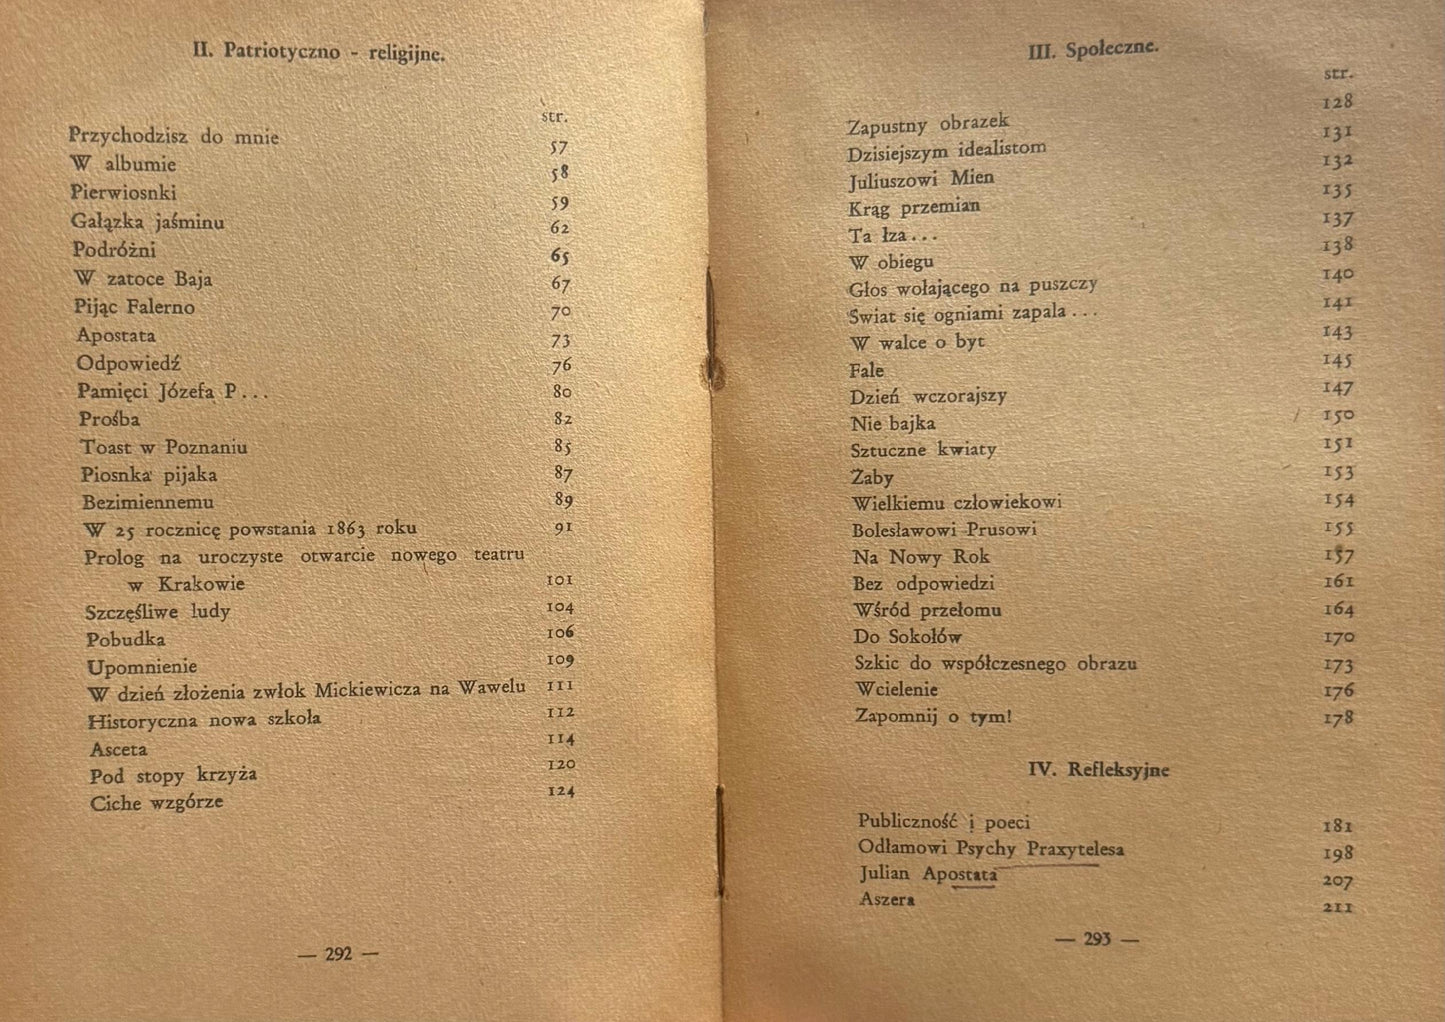 II. Patriotyczno - religijne.
str.
Przychodzisz do mnie 57
W albumie 58
Pierwiosnki 59
Gałązka jaśminu 62
Podróżni 65
W zatoce Baja 67
Pijąc Falerno 70
Apostata 73
Odpowiedź 76
Pamięci Józefa P... 80
Prośba 82
Toast w Poznaniu 85
Piosnka pijaka 87
Bezimiennemu 89
W 25 rocznicę powstania 1863 roku 91
Prolog na uroczyste otwarcie nowego teatru
w Krakowie 101
Szczęśliwe ludy 104
Pobudka 106
Upomnienie 109
W dzień złożenia zwłok Mickiewicza na Wawelu 111
Historyczna nowa szkoła 112
Asceta 114
Pod stopy krzyża 120
Ciche wzgórze 124
— 292 —
III. Społeczne.
str.
Zapustny obrazek 128
Dzisiejszym idealistom 131
Juliuszowi Mien 132
Krąg przemian 135
Ta łza... 137
W obiegu 138
Głos wołającego na puszczy 140
Świat się ogniami zapala... 141
W walce o byt 143
Fale 145
Dzień wczorajszy 147
Nie bajka 150
Sztuczne kwiaty 151
Żaby 153
Wielkiemu człowiekowi 154
Bolesławowi Prusowi 155
Na Nowy Rok 157
Bez odpowiedzi 161
Wśród przełomu 164
Do Sokołów 170
Szkic do współczesnego obrazu 173
Wcielenie 176
Zapomnij o tym! 178
IV. Refleksyjne
Publiczność i poeci 181
Odłamowi Psychy Praxytelesa 198
Julian Apostata 207
Aszera 211
— 293 —